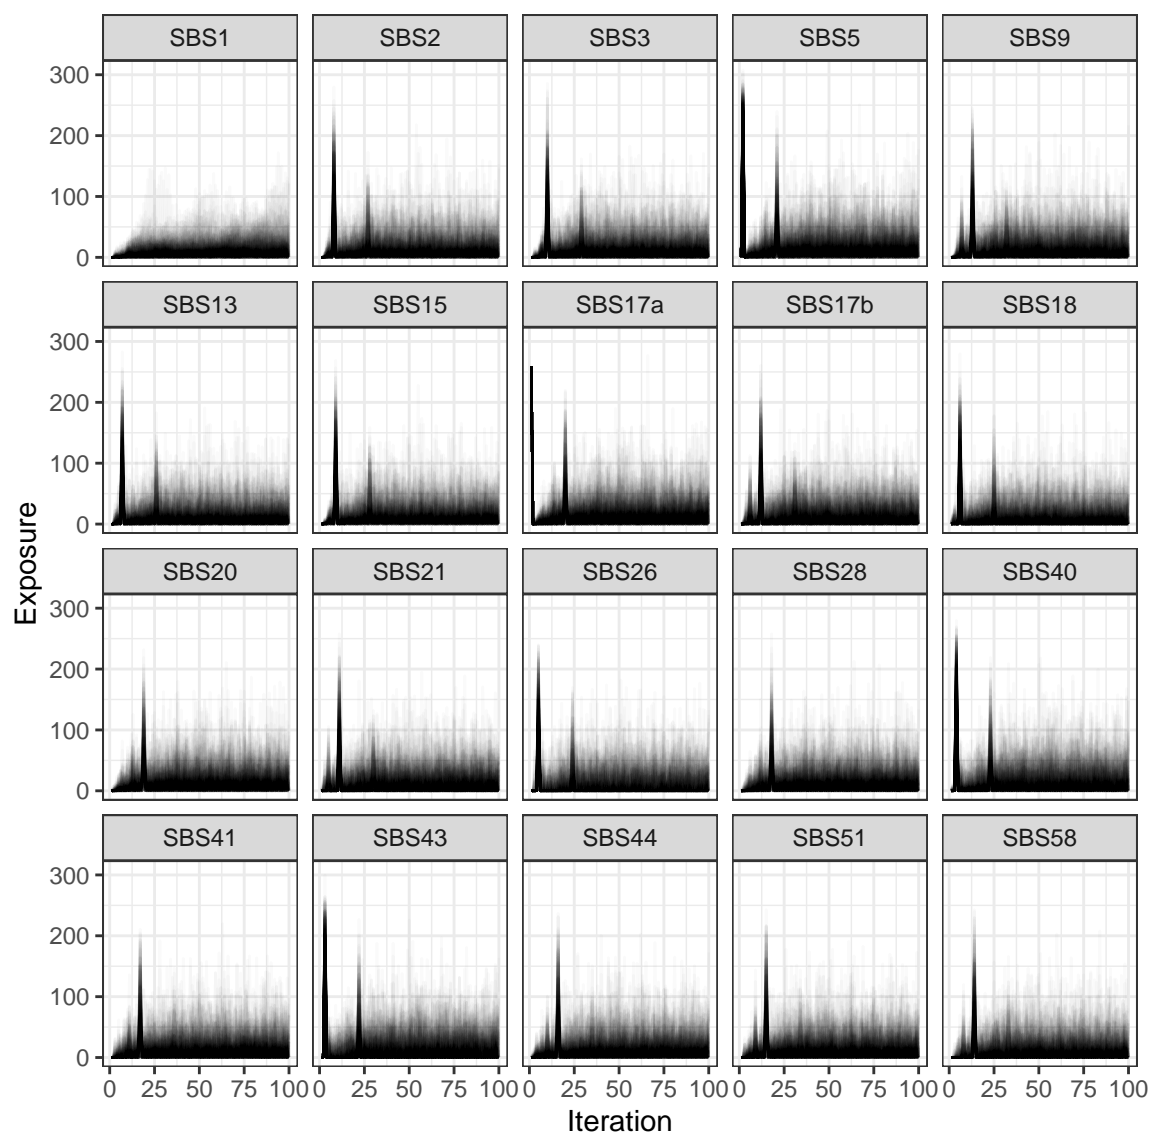 SBS1 SBS2 SBS3 SBS5 SBS9
300
200
100
0
SBS13 SBS15 SBS17a SBS17b SBS18
300
200
100
0
Exposure
SBS20 SBS21 SBS26 SBS28 SBS40
300
200
100
0
SBS41 SBS43 SBS44 SBS51 SBS58
300
200
100
0
0 25 50 75 100 0 25 50 75 100 0 25 50 75 100 0 25 50 75 100 0 25 50 75 100
Iteration